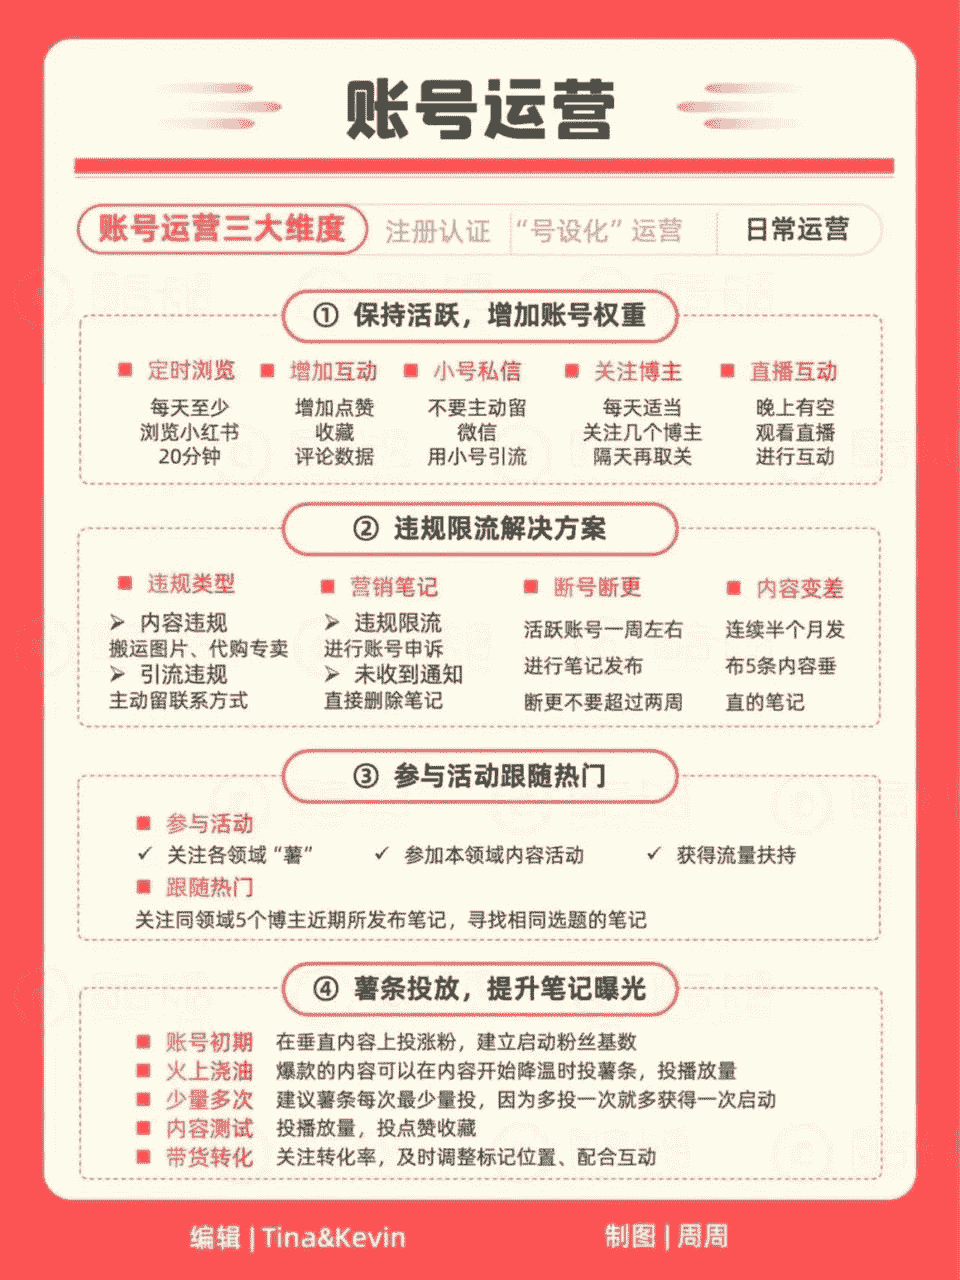 账号运营
账号运营三大维度 注册认证 “号设化”运营 日常运营
① 保持活跃，增加账号权重
■ 定时浏览 ■ 增加互动 ■ 小号私信 ■ 关注博主 ■ 直播互动
每天至少 增加点赞 不要主动留 每天适当 晚上有空
浏览小红书 收藏 微信 关注几个博主 观看直播
20分钟 评论数据 用小号引流 隔天再取关 进行互动
② 违规限流解决方案
■ 违规类型 ■ 营销笔记 ■ 断号断更 ■ 内容变差
➢ 内容违规 ➢ 违规限流 活跃账号一周左右 连续半个月发
搬运图片、代购专卖 进行账号申诉 进行笔记发布 布5条内容垂
➢ 引流违规 ➢ 未收到通知 断更不要超过两周 直的笔记
主动留联系方式 直接删除笔记
③ 参与活动跟随热门
■ 参与活动
✓ 关注各领域“薯” ✓ 参加本领域内容活动 ✓ 获得流量扶持
■ 跟随热门
关注同领域5个博主近期所发布笔记，寻找相同选题的笔记
④ 薯条投放，提升笔记曝光
■ 账号初期 在垂直内容上投涨粉，建立启动粉丝基数
■ 火上浇油 爆款的内容可以在内容开始降温时投薯条，投播放量
■ 少量多次 建议薯条每次最少量投，因为多投一次就多获得一次启动
■ 内容测试 投播放量，投点赞收藏
■ 带货转化 关注转化率，及时调整标记位置、配合互动
编辑 | Tina&Kevin 制图 | 周周